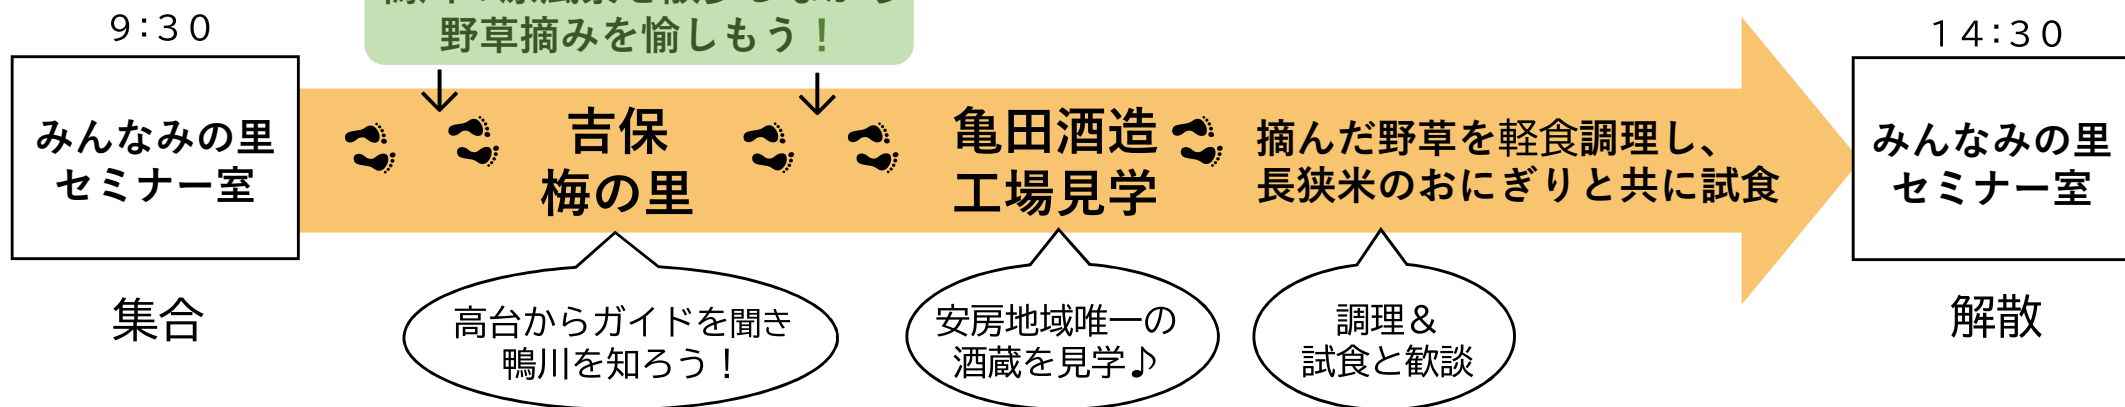 9:30
野草摘みを愉しもう！
14:30
みんなみの里
セミナー室
吉保
梅の里
亀田酒造
工場見学
摘んだ野草を軽食調理し、
長狭米のおにぎりと共に試食
みんなみの里
セミナー室
集合
高台からガイドを聞き
鴨川を知ろう！
安房地域唯一の
酒蔵を見学♪
調理＆
試食と歓談
解散